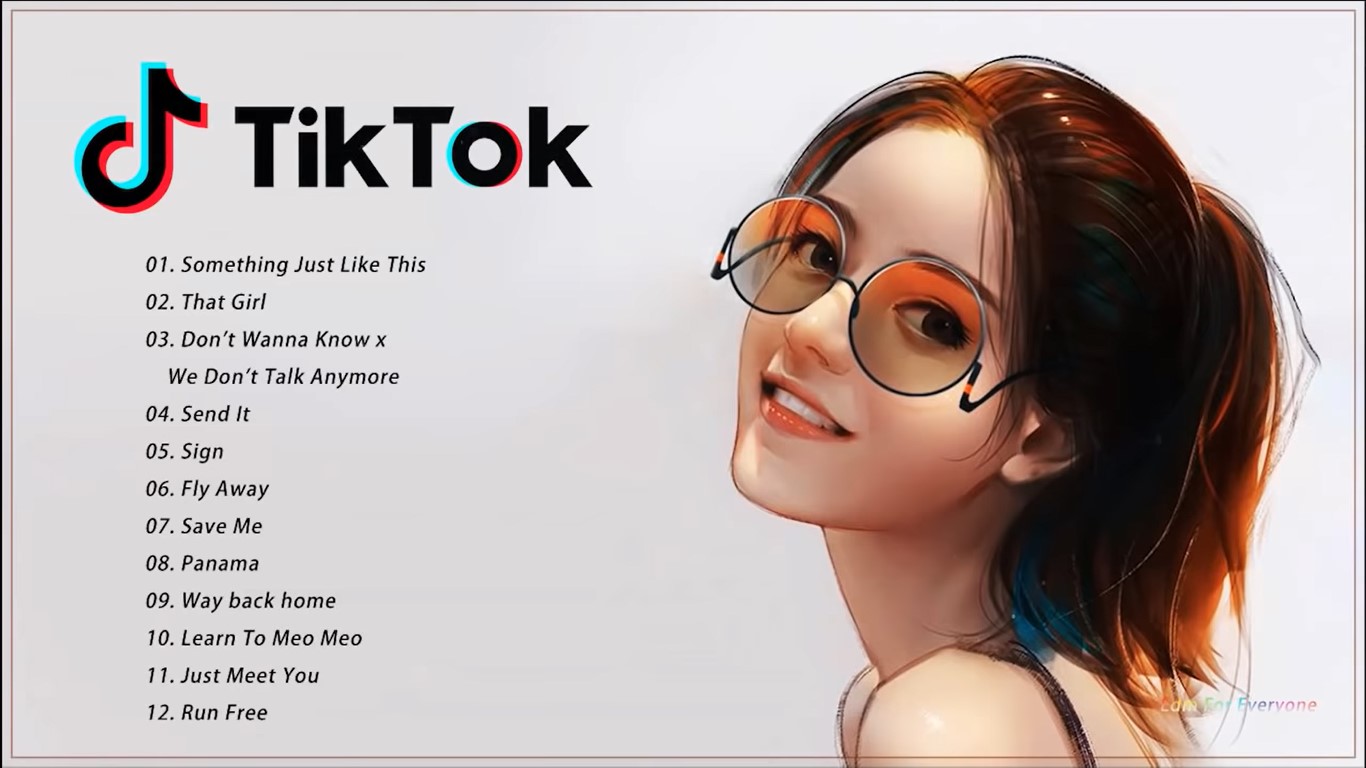 TikTok
01. Something Just Like This
02. That Girl
03. Don’t Wanna Know x
We Don’t Talk Anymore
04. Send It
05. Sign
06. Fly Away
07. Save Me
08. Panama
09. Way back home
10. Learn To Meo Meo
11. Just Meet You
12. Run Free
Edm For Everyone